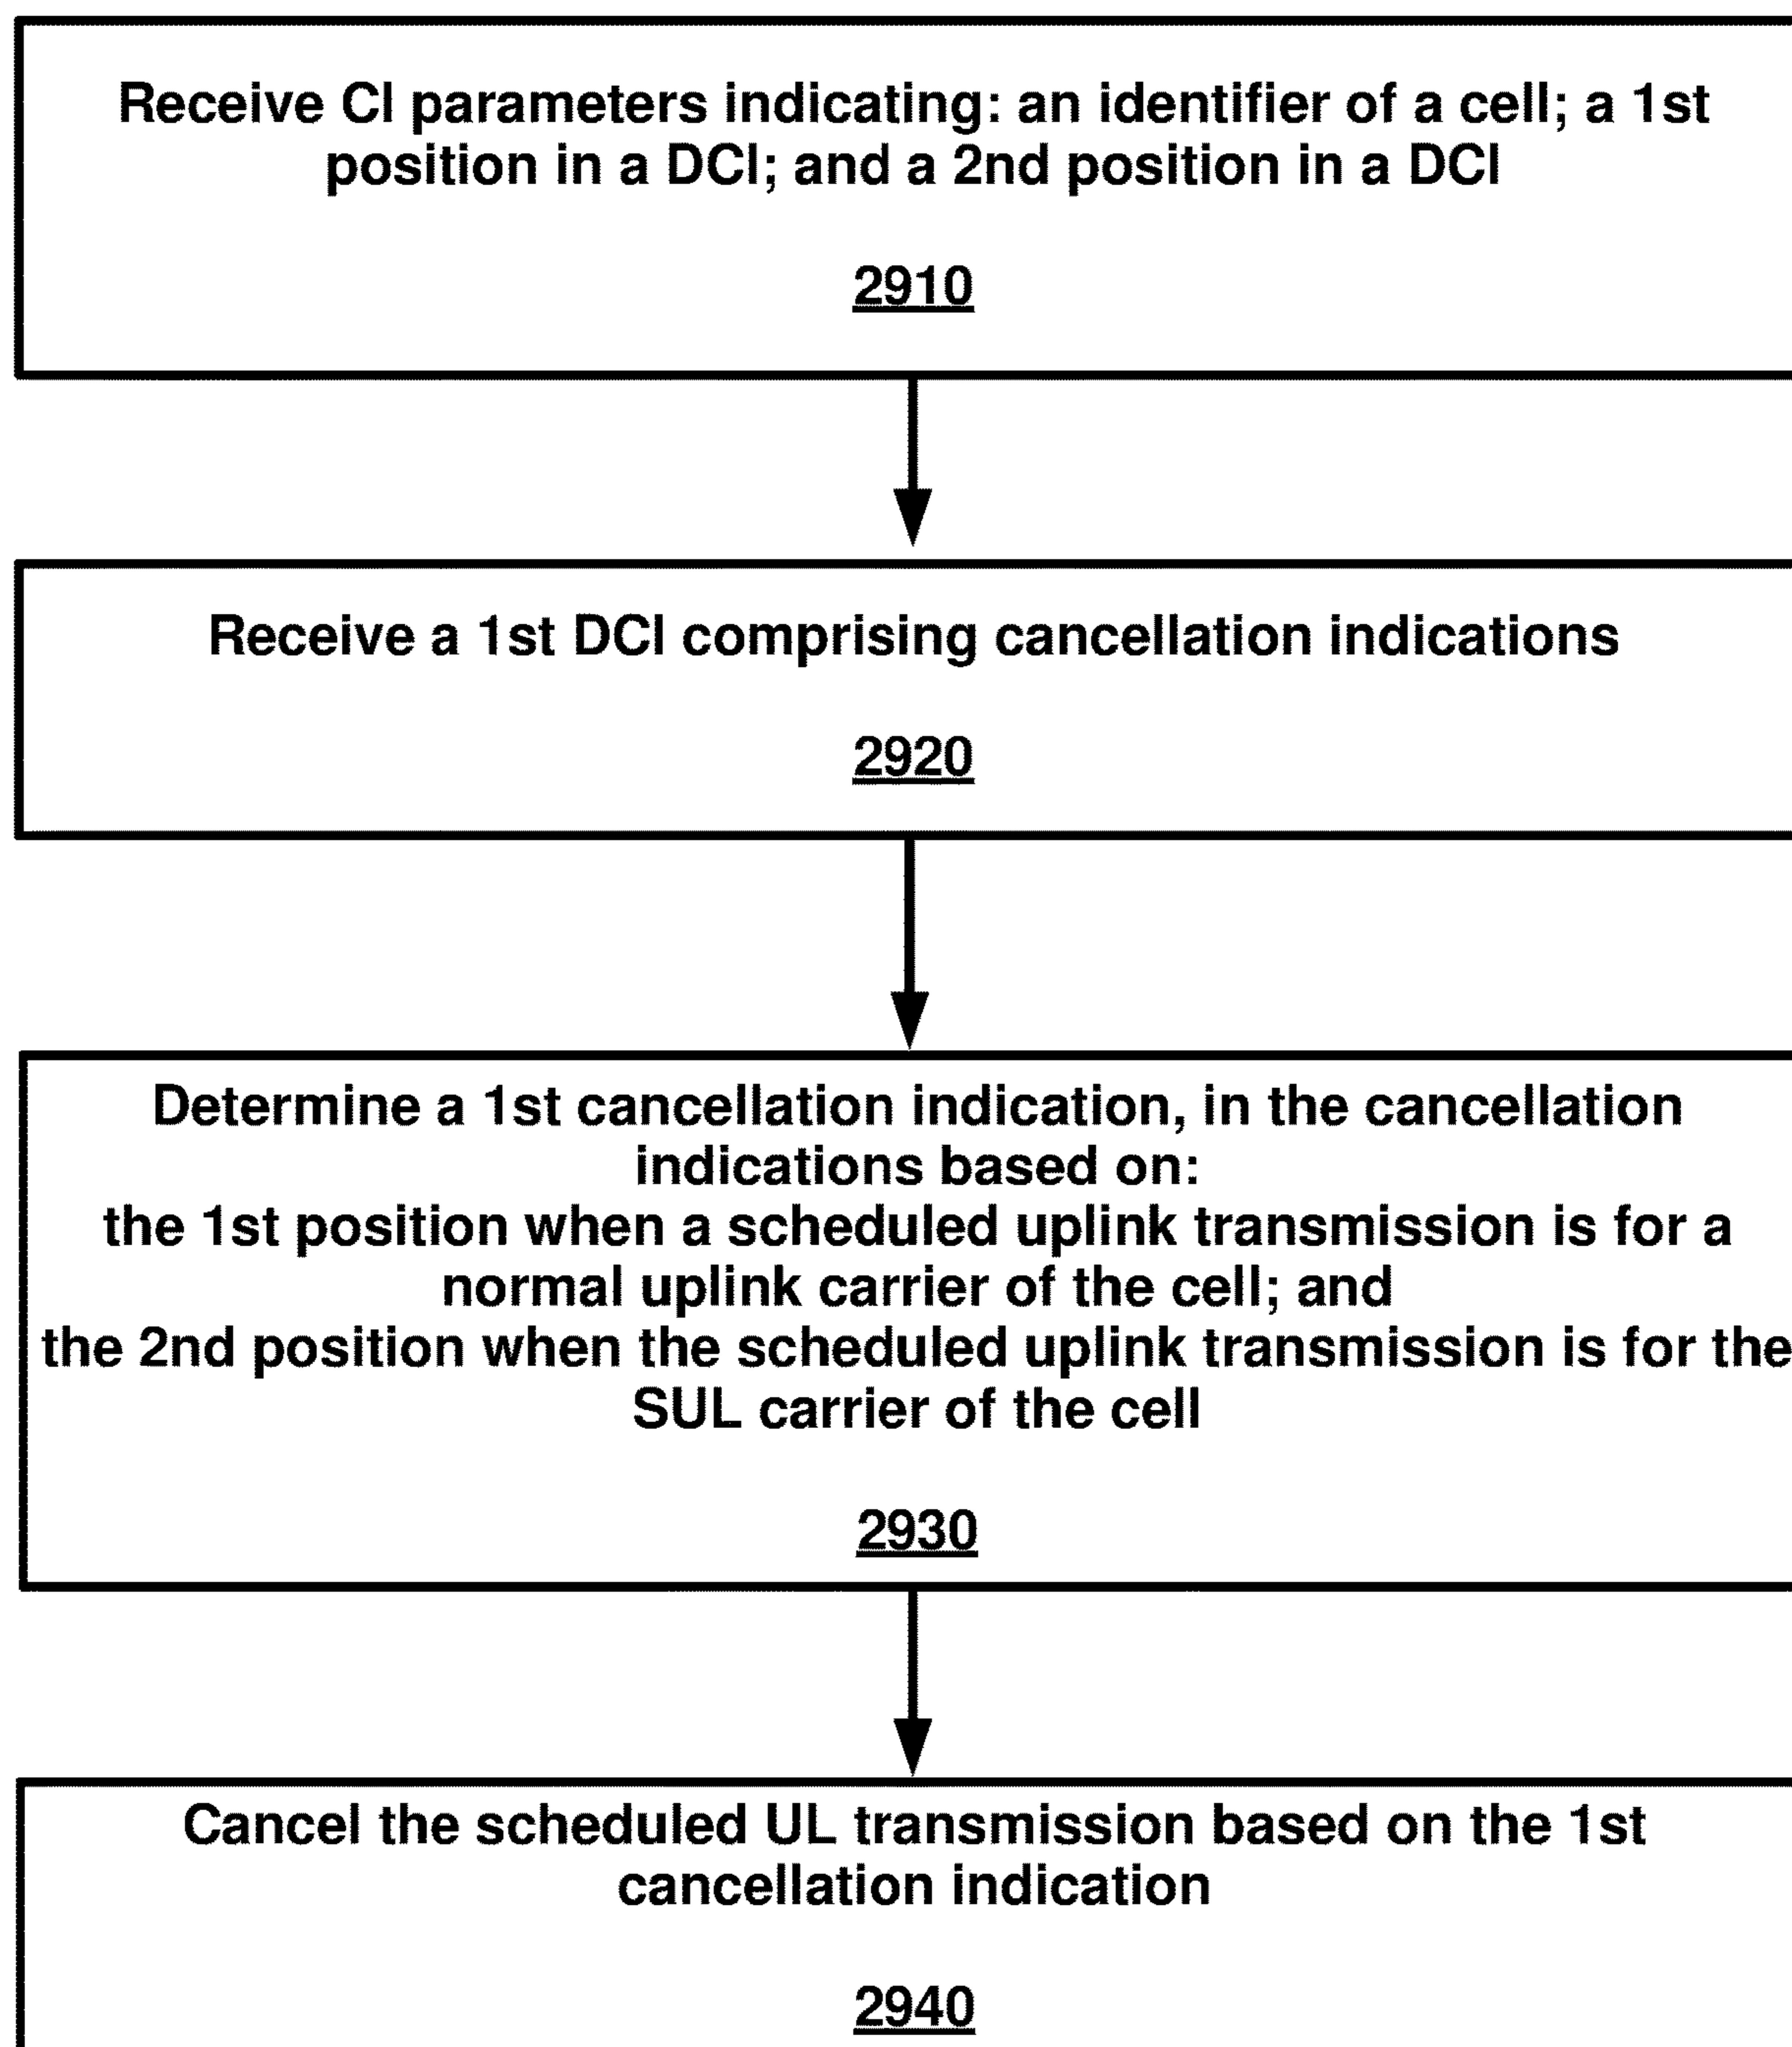 Receive CI parameters indicating: an identifier of a cell; a 1st
position in a DCI; and a 2nd position in a DCI
2910
Receive a 1st DCI comprising cancellation indications
2920
Determine a 1st cancellation indication, in the cancellation
indications based on:
the 1st position when a scheduled uplink transmission is for a
normal uplink carrier of the cell; and
the 2nd position when the scheduled uplink transmission is for the
SUL carrier of the cell
2930
Cancel the scheduled UL transmission based on the 1st
cancellation indication
2940